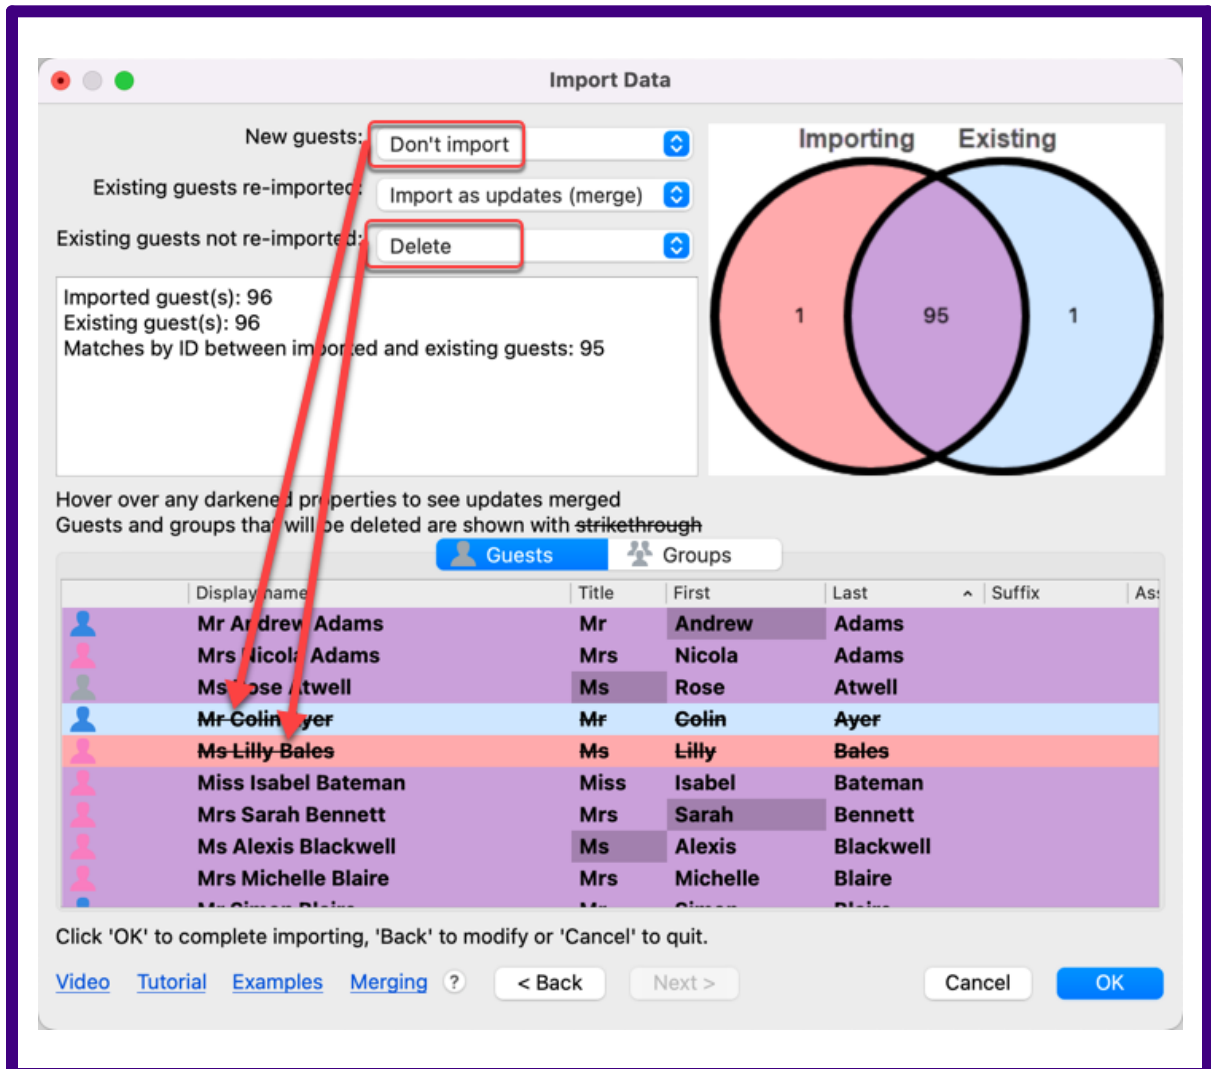 Import Data
New guests: Don't import
Existing guests re-imported: Import as updates (merge)
Existing guests not re-imported: Delete
Importing Existing
1 95 1
Imported guest(s): 96
Existing guest(s): 96
Matches by ID between imported and existing guests: 95
Hover over any darkened properties to see updates merged
Guests and groups that will be deleted are shown with strikethrough
Guests Groups
Display name Title First Last Suffix As
Mr Andrew Adams Mr Andrew Adams
Mrs Nicola Adams Mrs Nicola Adams
Ms Rose Atwell Ms Rose Atwell
Mr Colin Ayer Mr Colin Ayer
Ms Lilly Bales Ms Lilly Bales
Miss Isabel Bateman Miss Isabel Bateman
Mrs Sarah Bennett Mrs Sarah Bennett
Ms Alexis Blackwell Ms Alexis Blackwell
Mrs Michelle Blaire Mrs Michelle Blaire
Mr Simon Blaire Mr Simon Blaire
Click 'OK' to complete importing, 'Back' to modify or 'Cancel' to quit.
Video Tutorial Examples Merging ? < Back Next > Cancel OK